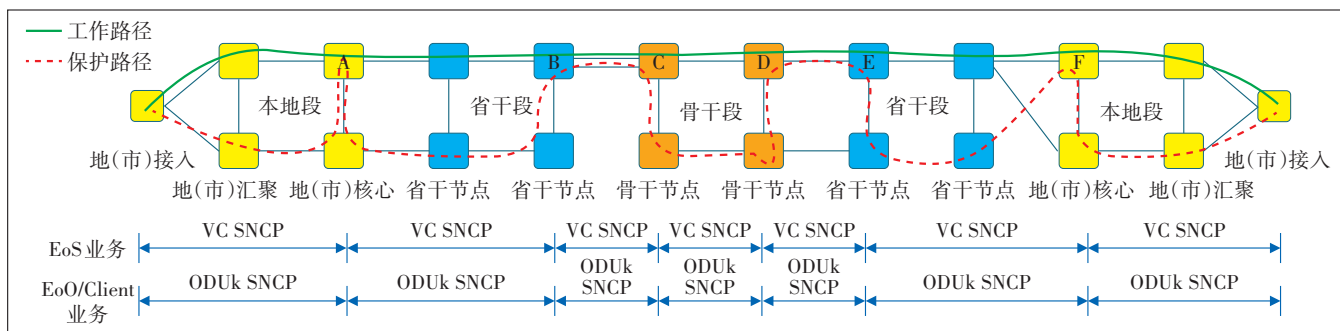 工作路径
保护路径
A
B
C
D
E
F
本地段
省干段
骨干段
省干段
本地段
地(市)接入
地(市)接入
地(市)汇聚
地(市)核心
省干节点
省干节点
骨干节点
骨干节点
省干节点
省干节点
地(市)核心
地(市)汇聚
EoS业务
VC SNCP
VC SNCP
VC SNCP
VC SNCP
VC SNCP
VC SNCP
VC SNCP
EoO/Client
业务
ODUk SNCP
ODUk SNCP
ODUk
SNCP
ODUk
SNCP
ODUk
SNCP
ODUk SNCP
ODUk SNCP